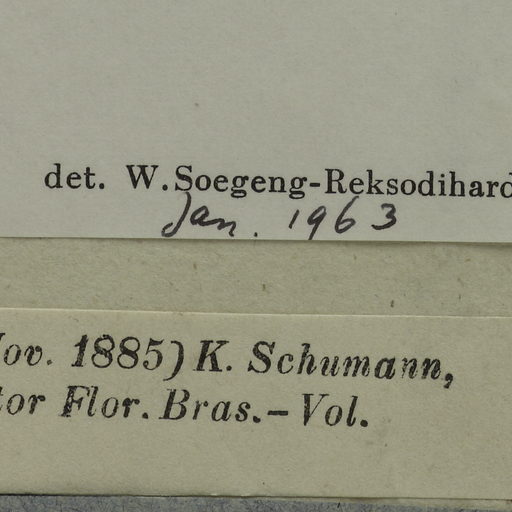 det. W. Soegeng-Reksodihard
Jan. 1963
Nov. 1885) K. Schumann,
tor Flor. Bras.—Vol.